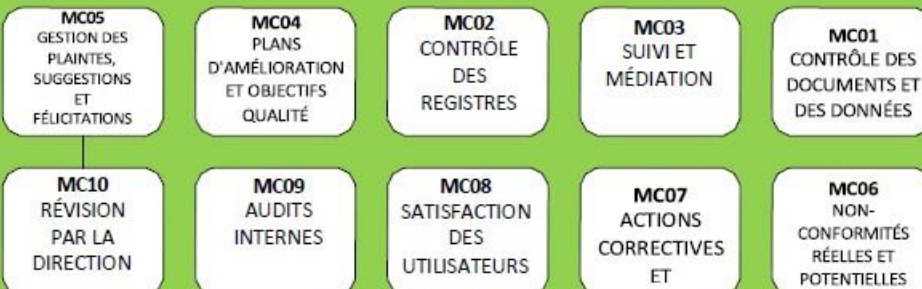 MC05
GESTION DES
PLAINTES,
SUGGESTIONS
ET
FÉLICITATIONS
MC04
PLANS
D'AMÉLIORATION
ET OBJECTIFS
QUALITÉ
MC02
CONTRÔLE
DES
REGISTRES
MC03
SUIVI ET
MÉDIATION
MC01
CONTRÔLE DES
DOCUMENTS ET
DES DONNÉES
MC10
RÉVISION
PAR LA
DIRECTION
MC09
AUDITS
INTERNES
MC08
SATISFACTION
DES
UTILISATEURS
MC07
ACTIONS
CORRECTIVES
ET
MC06
NON-
CONFORMITÉS
RÉELLES ET
POTENTIELLES